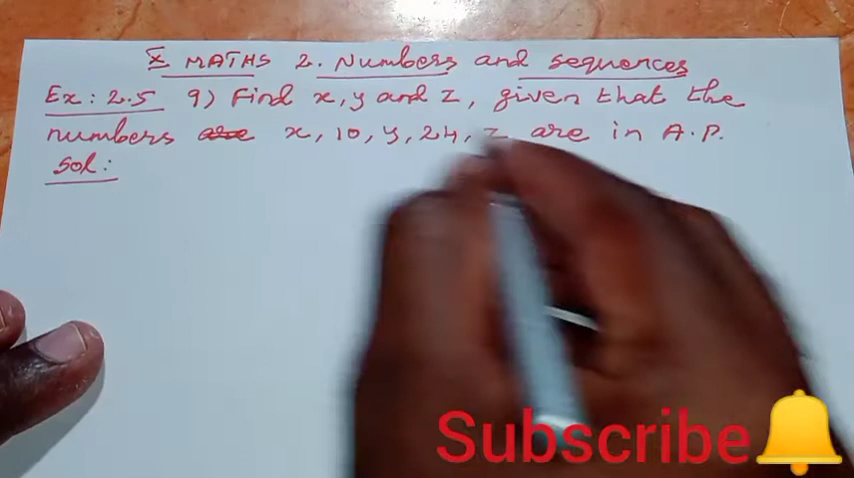 X MATHS 2. Numbers and sequences
Ex: 2.5 9) Find x, y and z, given that the
numbers are x, 10, y, 24, z are in A.P.
Sol:
Subscribe